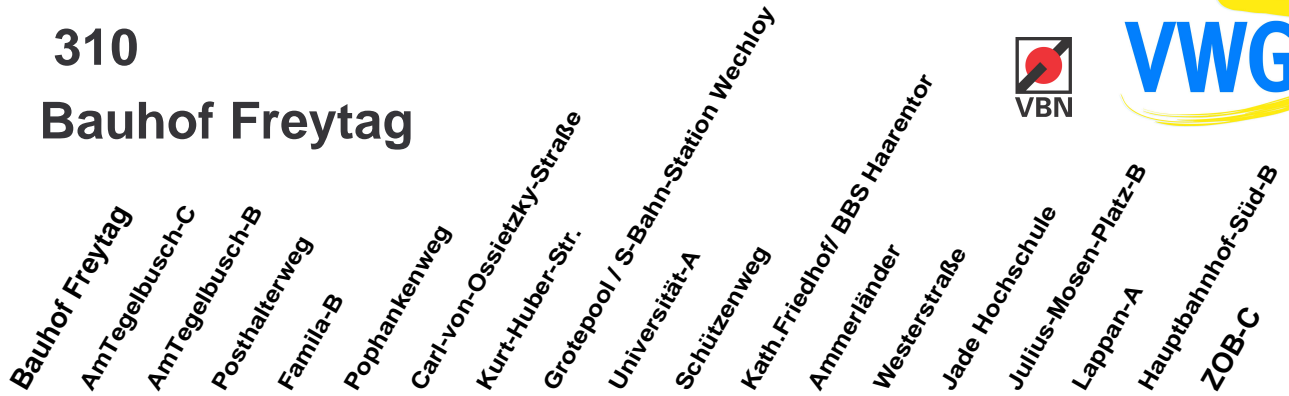 310
Bauhof Freytag
VBN
VWG
Bauhof Freytag
AmTegelbusch-C
AmTegelbusch-B
Posthalterweg
Famila-B
Pophankenweg
Carl-von-Ossietzky-Straße
Kurt-Huber-Str.
Grotepool / S-Bahn-Station Wechloy
Universität-A
Schützenweg
Kath.Friedhof/ BBS Haarentor
Ammerländer
Westerstraße
Jade Hochschule
Julius-Mosen-Platz-B
Lappan-A
Hauptbahnhof-Süd-B
ZOB-C